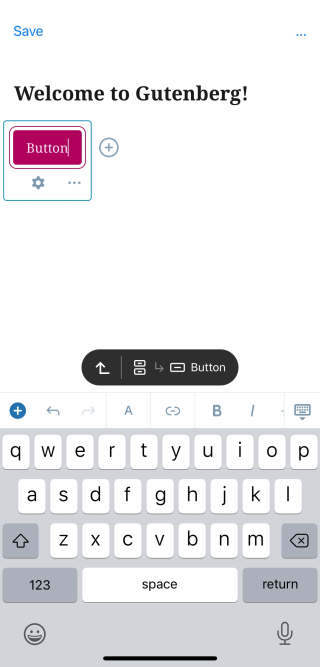 Save ...
Welcome to Gutenberg!
Button
Button
A B I
q w e r t y u i o p
a s d f g h j k l
z x c v b n m
123 space return